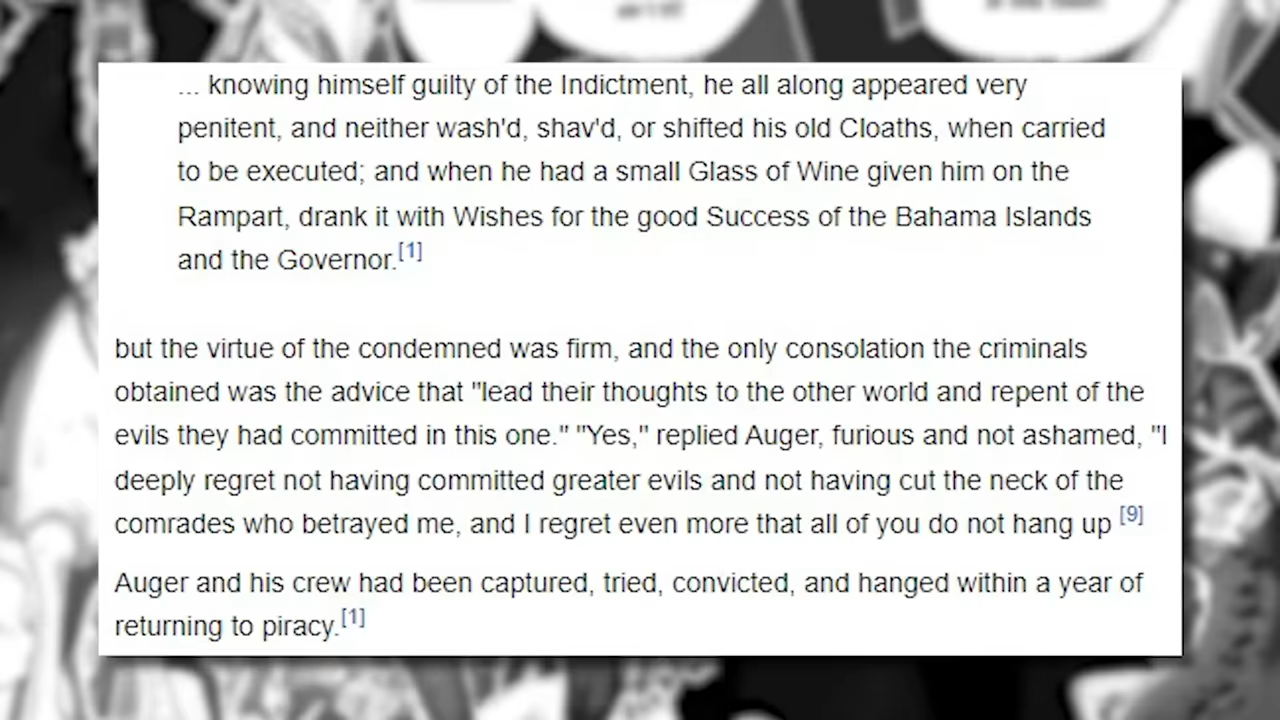 ... knowing himself guilty of the Indictment, he all along appeared very
penitent, and neither wash'd, shav'd, or shifted his old Cloaths, when carried
to be executed; and when he had a small Glass of Wine given him on the
Rampart, drank it with Wishes for the good Success of the Bahama Islands
and the Governor.[1]
but the virtue of the condemned was firm, and the only consolation the criminals
obtained was the advice that "lead their thoughts to the other world and repent of the
evils they had committed in this one." "Yes," replied Auger, furious and not ashamed, "I
deeply regret not having committed greater evils and not having cut the neck of the
comrades who betrayed me, and I regret even more that all of you do not hang up [9]
Auger and his crew had been captured, tried, convicted, and hanged within a year of
returning to piracy.[1]